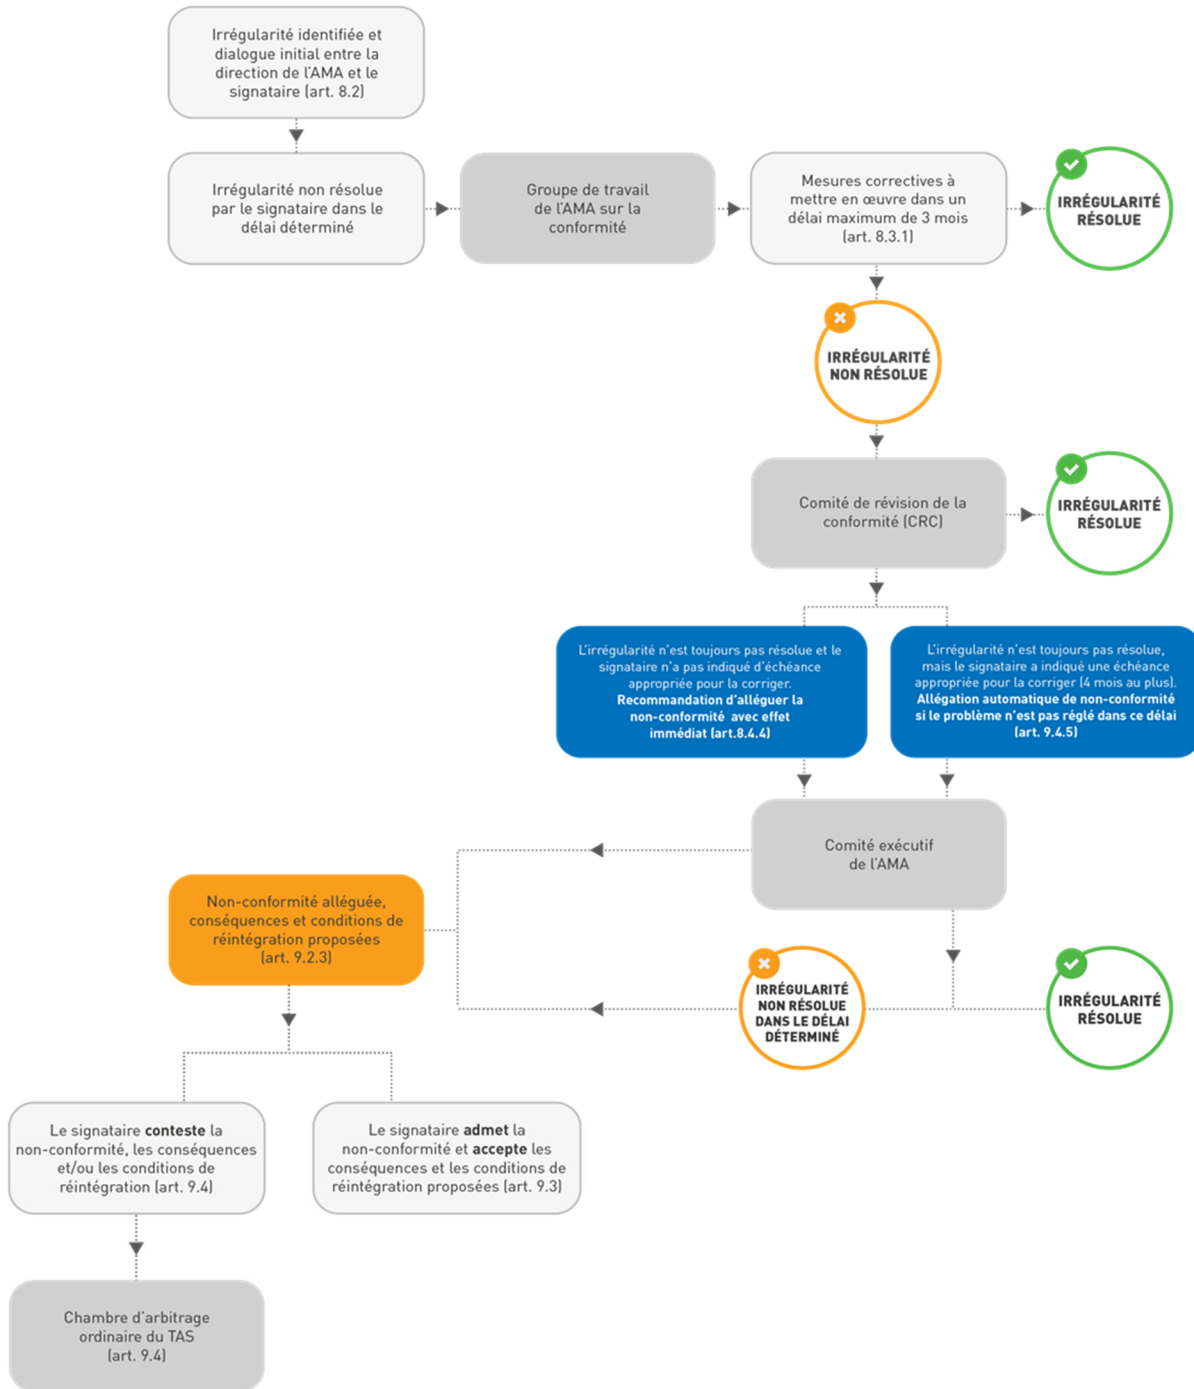 Irrégularité identifiée et
dialogue initial entre la
direction de l'AMA et le
signataire (art. 8.2)
Irrégularité non résolue
par le signataire dans le
délai déterminé
Groupe de travail
de l'AMA sur la
conformité
Mesures correctives à
mettre en œuvre dans un
délai maximum de 3 mois
(art. 8.3.1)
IRRÉGULARITÉ
RÉSOLUE
IRRÉGULARITÉ
NON RÉSOLUE
Comité de révision de la
conformité (CRC)
IRRÉGULARITÉ
RÉSOLUE
L'irrégularité n'est toujours pas résolue et le
signataire n'a pas indiqué d'échéance
appropriée pour la corriger.
Recommandation d'alléguer la
non-conformité avec effet
immédiat (art.8.4.4)
L'irrégularité n'est toujours pas résolue,
mais le signataire a indiqué une échéance
appropriée pour la corriger (4 mois au plus).
Allégation automatique de non-conformité
si le problème n'est pas réglé dans ce délai
(art. 9.4.5)
Comité exécutif
de l'AMA
Non-conformité alléguée,
conséquences et conditions de
réintégration proposées
(art. 9.2.3)
IRRÉGULARITÉ
NON RÉSOLUE
DANS LE DÉLAI
DÉTERMINÉ
IRRÉGULARITÉ
RÉSOLUE
Le signataire conteste la
non-conformité, les conséquences
et/ou les conditions de
réintégration (art. 9.4)
Le signataire admet la
non-conformité et accepte les
conséquences et les conditions de
réintégration proposées (art. 9.3)
Chambre d'arbitrage
ordinaire du TAS
(art. 9.4)